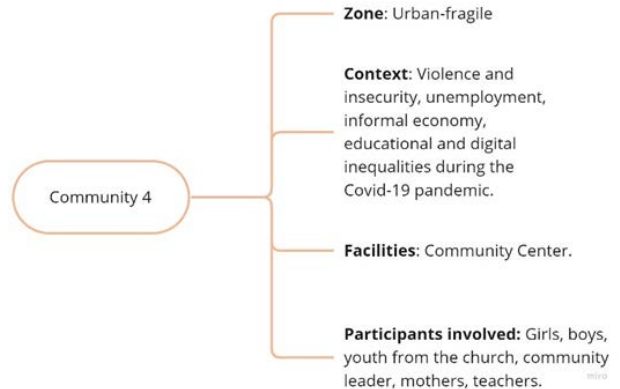 Zone: Urban-fragile
Context: Violence and
insecurity, unemployment,
informal economy,
educational and digital
inequalities during the
Covid-19 pandemic.
Community 4
Facilities: Community Center.
Participants involved: Girls, boys,
youth from the church, community
leader, mothers, teachers.
miro